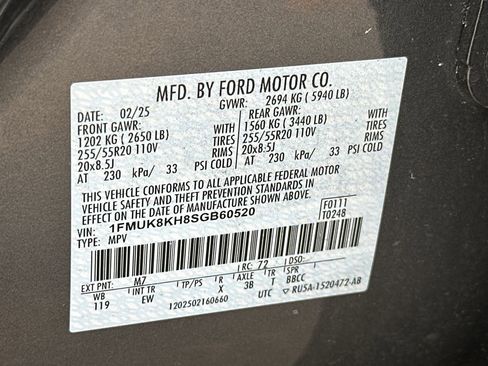 MFD. BY FORD MOTOR CO.
DATE: 02/25 GVWR: 2694 KG ( 5940 LB)
FRONT GAWR: REAR GAWR:
1202 KG ( 2650 LB) WITH 1560 KG ( 3440 LB) WITH
255/55R20 110V TIRES 255/55R20 110V TIRES
20x8.5J RIMS 20x8.5J RIMS
AT 230 kPa/ 33 PSI COLD AT 230 kPa/ 33 PSI COLD
THIS VEHICLE CONFORMS TO ALL APPLICABLE FEDERAL MOTOR
VEHICLE SAFETY AND THEFT PREVENTION STANDARDS IN EFFECT
ON THE DATE OF MANUFACTURE SHOWN ABOVE.
VIN: 1FMUK8KH8SGB60520 F0111
TYPE: MPV T0248
EXT PNT: M7 RC: 72 DSO:
WB INT TR TP/PS R AXLE TR SPR
119 EW X 3B T BBCC
1202502160660 UTC RU5A-1520472-AB